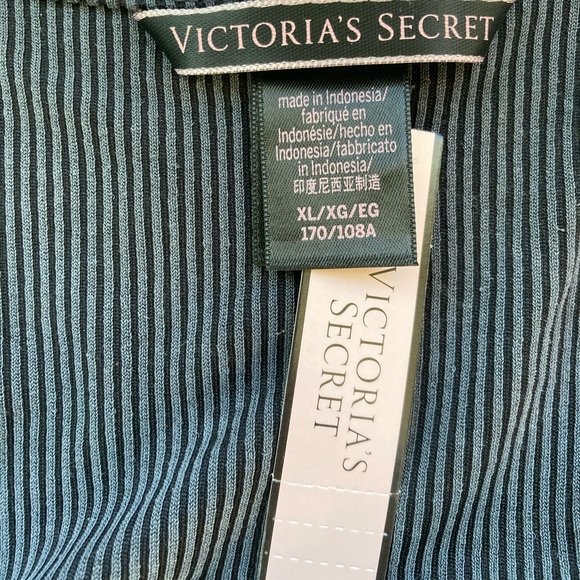 VICTORIA'S SECRET
made in Indonesia/
fabriqué en
Indonésie/hecho en
Indonesia/fabbricato
in Indonesia/
印度尼西亚制造
XL/XG/EG
170/108A
VICTORIA'S
SECRET